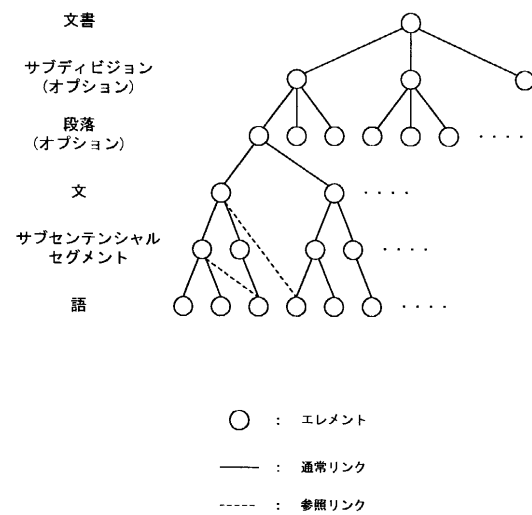 文書
サブディビジョン
(オプション)
段落
(オプション)
文
サブセンテンシャル
セグメント
語
○ : エレメント
—— : 通常リンク
------ : 参照リンク